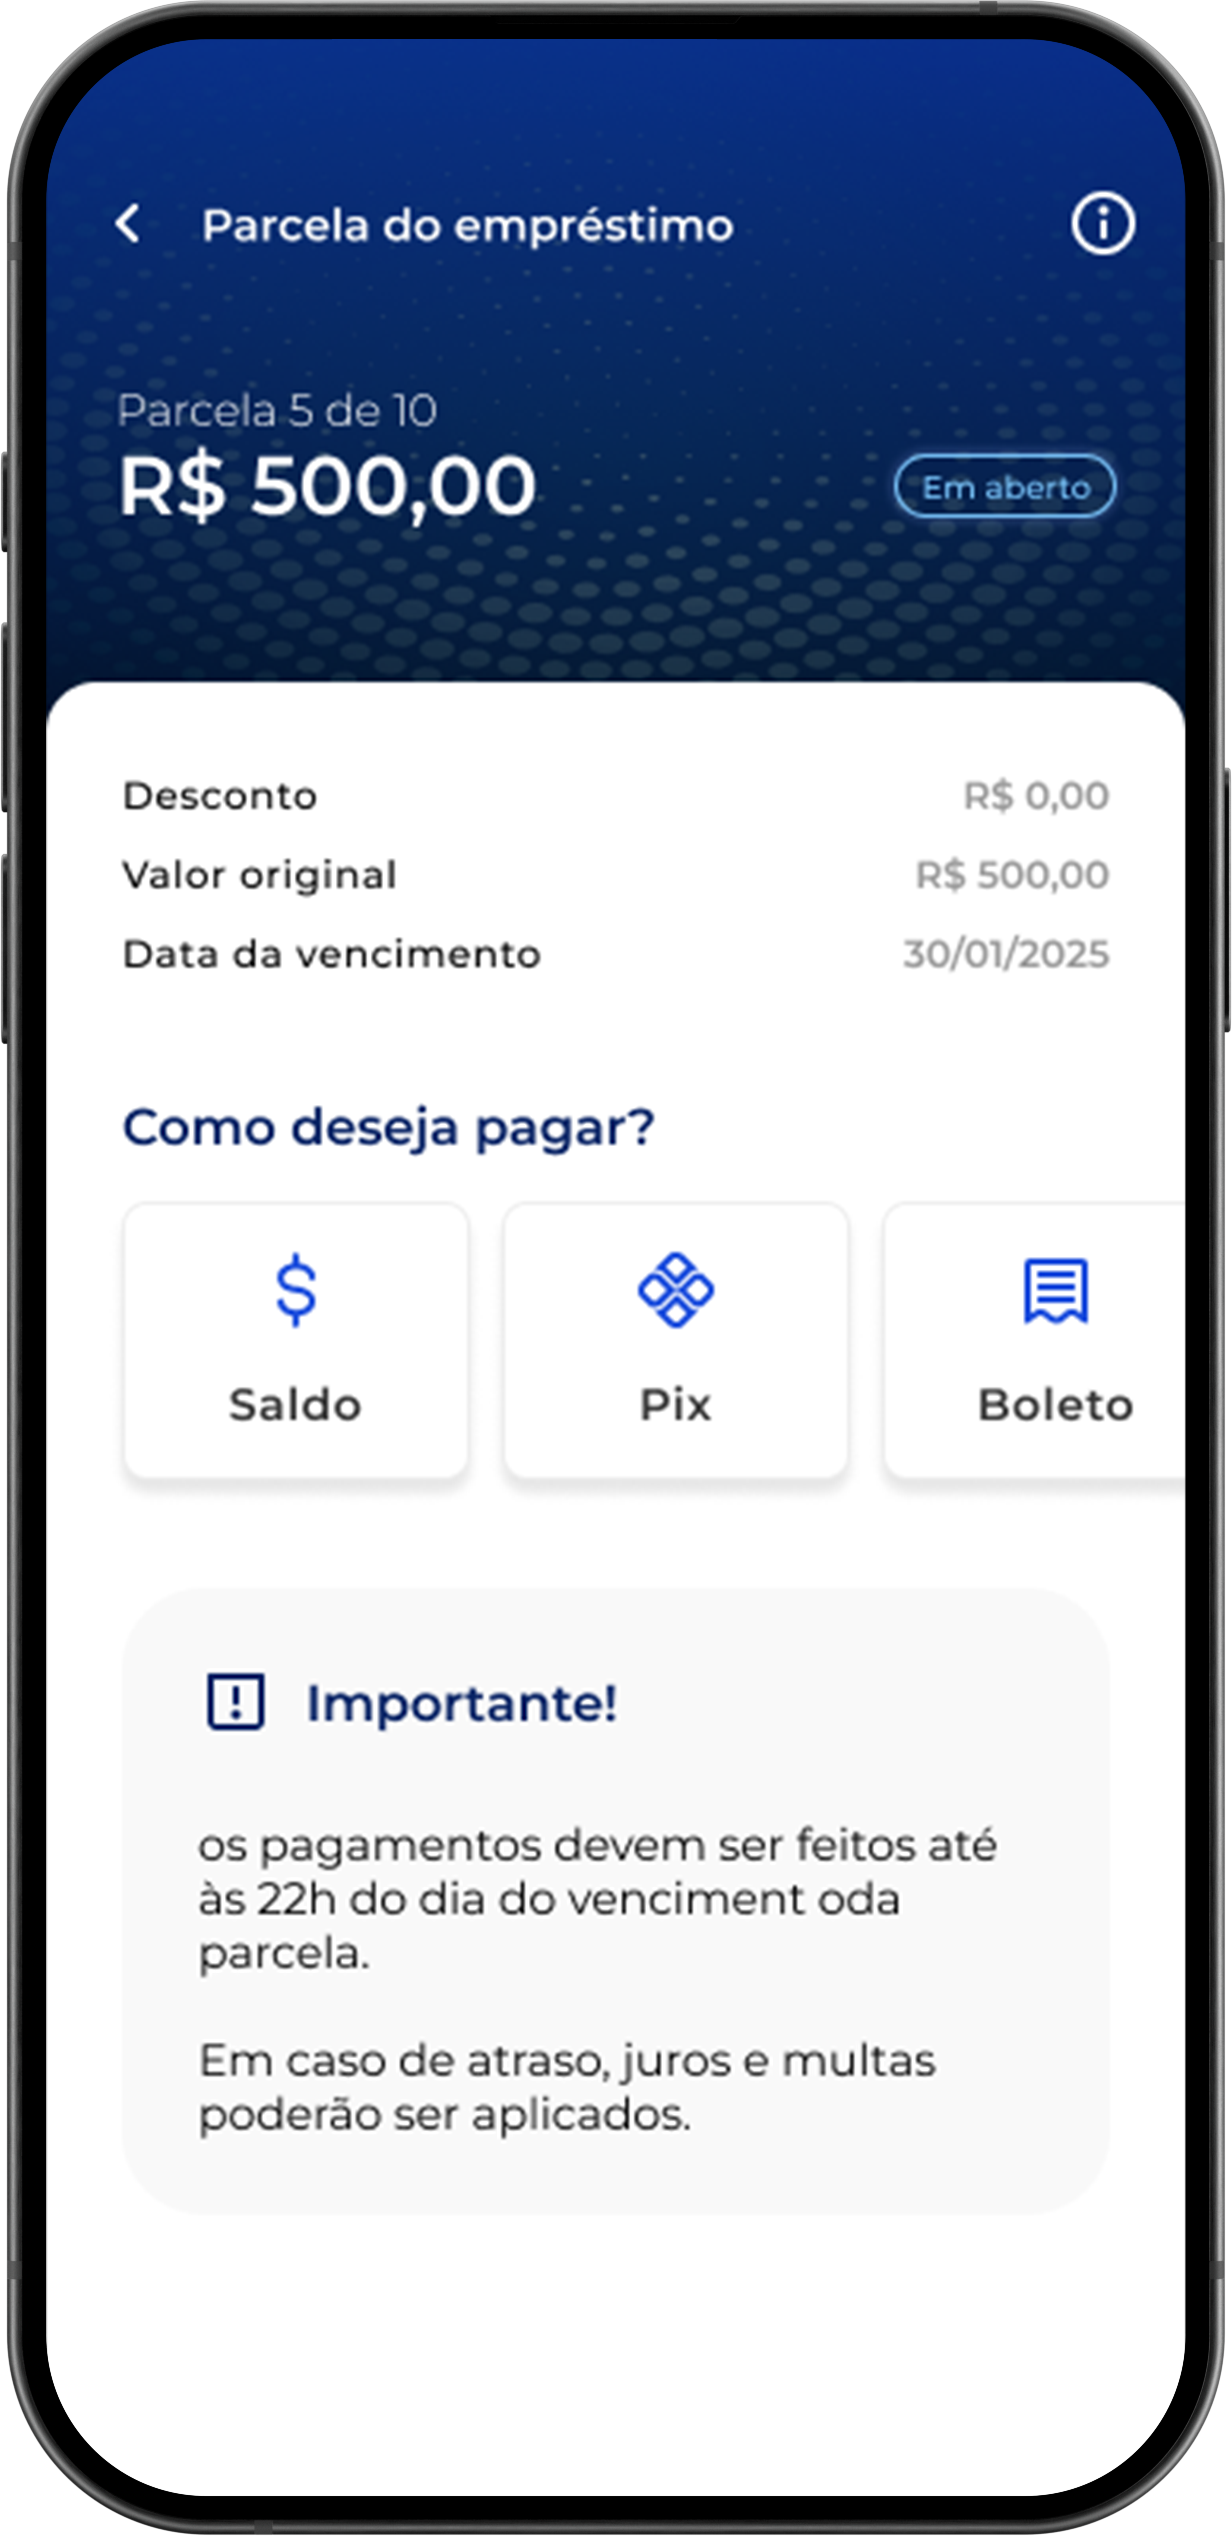 Parcela do empréstimo
Parcela 5 de 10
R$ 500,00
Em aberto
Desconto R$ 0,00
Valor original R$ 500,00
Data da vencimento 30/01/2025
Como deseja pagar?
Saldo Pix Boleto
Importante!
os pagamentos devem ser feitos até
às 22h do dia do venciment oda
parcela.
Em caso de atraso, juros e multas
poderão ser aplicados.